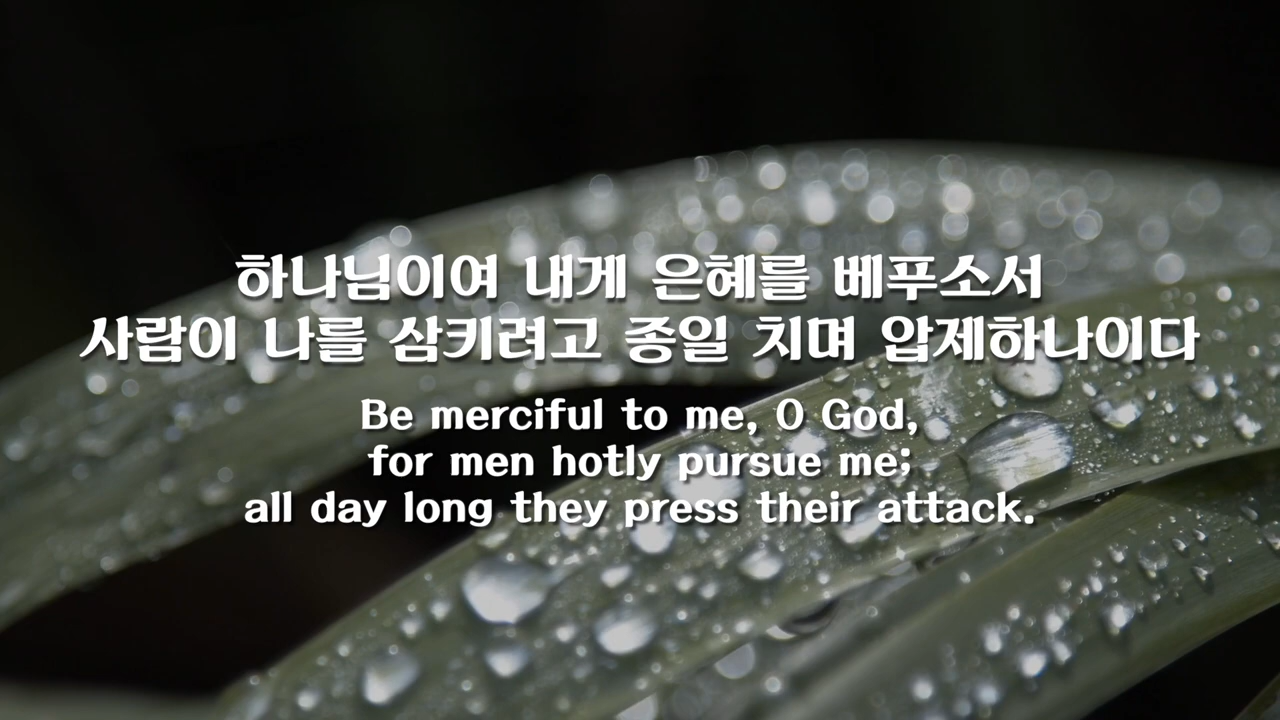 하나님이여 내게 은혜를 베푸소서
사람이 나를 삼키려고 종일 치며 압제하나이다
Be merciful to me, O God,
for men hotly pursue me;
all day long they press their attack.